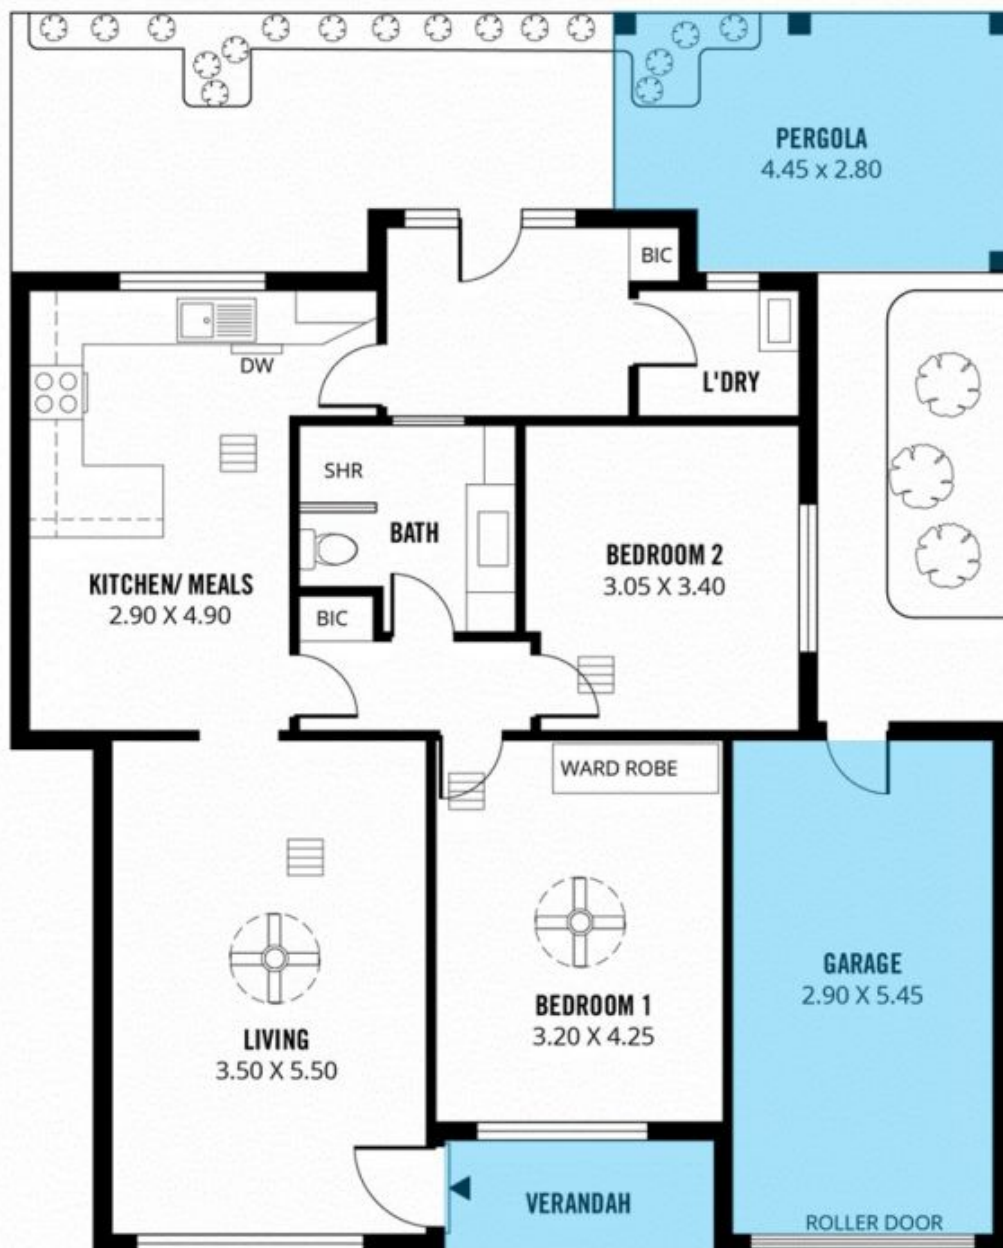 PERGOLA
4.45 x 2.80
BIC
DW
L'DRY
SHR
BATH
BEDROOM 2
3.05 X 3.40
KITCHEN/ MEALS
2.90 X 4.90
BIC
WARD ROBE
GARAGE
2.90 X 5.45
BEDROOM 1
3.20 X 4.25
LIVING
3.50 X 5.50
VERANDAH
ROLLER DOOR